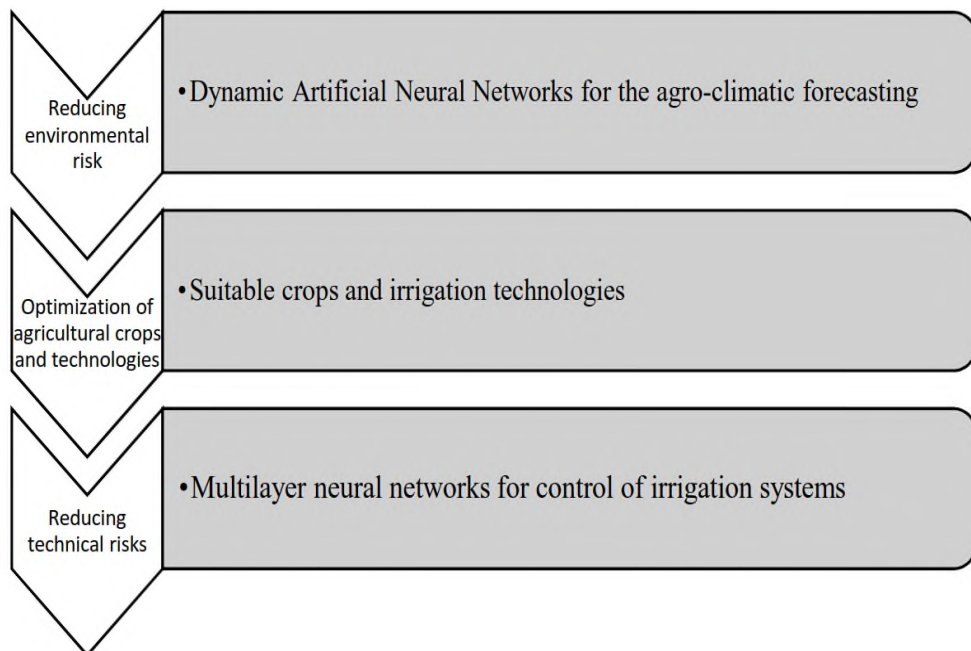 Reducing
environmental
risk
•Dynamic Artificial Neural Networks for the agro-climatic forecasting
Optimization of
agricultural crops
and technologies
•Suitable crops and irrigation technologies
Reducing
technical risks
•Multilayer neural networks for control of irrigation systems